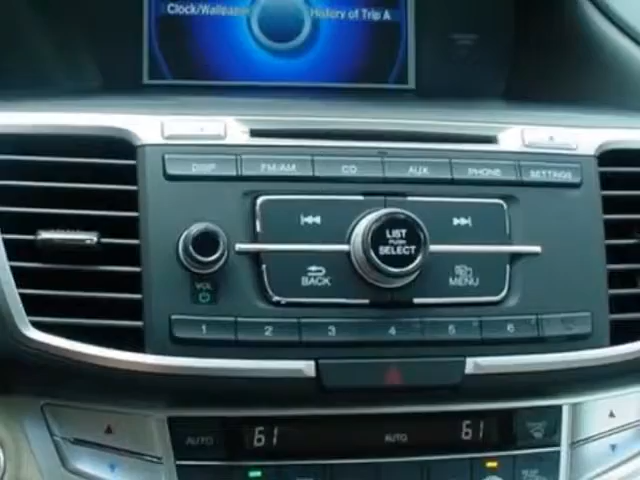 Clock/Wallpaper History of Trip A
DISP FM/AM CD AUX PHONE SETTINGS
LIST
PUSH
SELECT
BACK MENU
VOL
1 2 3 4 5 6
AUTO 61 AUTO 61